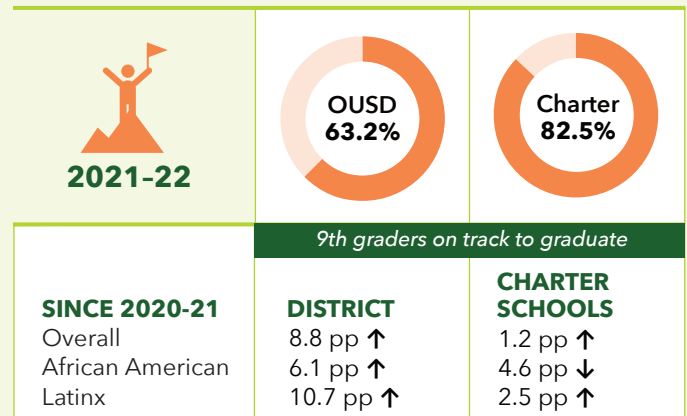 2021–22
OUSD
63.2%
Charter
82.5%
9th graders on track to graduate
SINCE 2020-21
DISTRICT
CHARTER
SCHOOLS
Overall
8.8 pp ↑
1.2 pp ↑
African American
6.1 pp ↑
4.6 pp ↓
Latinx
10.7 pp ↑
2.5 pp ↑